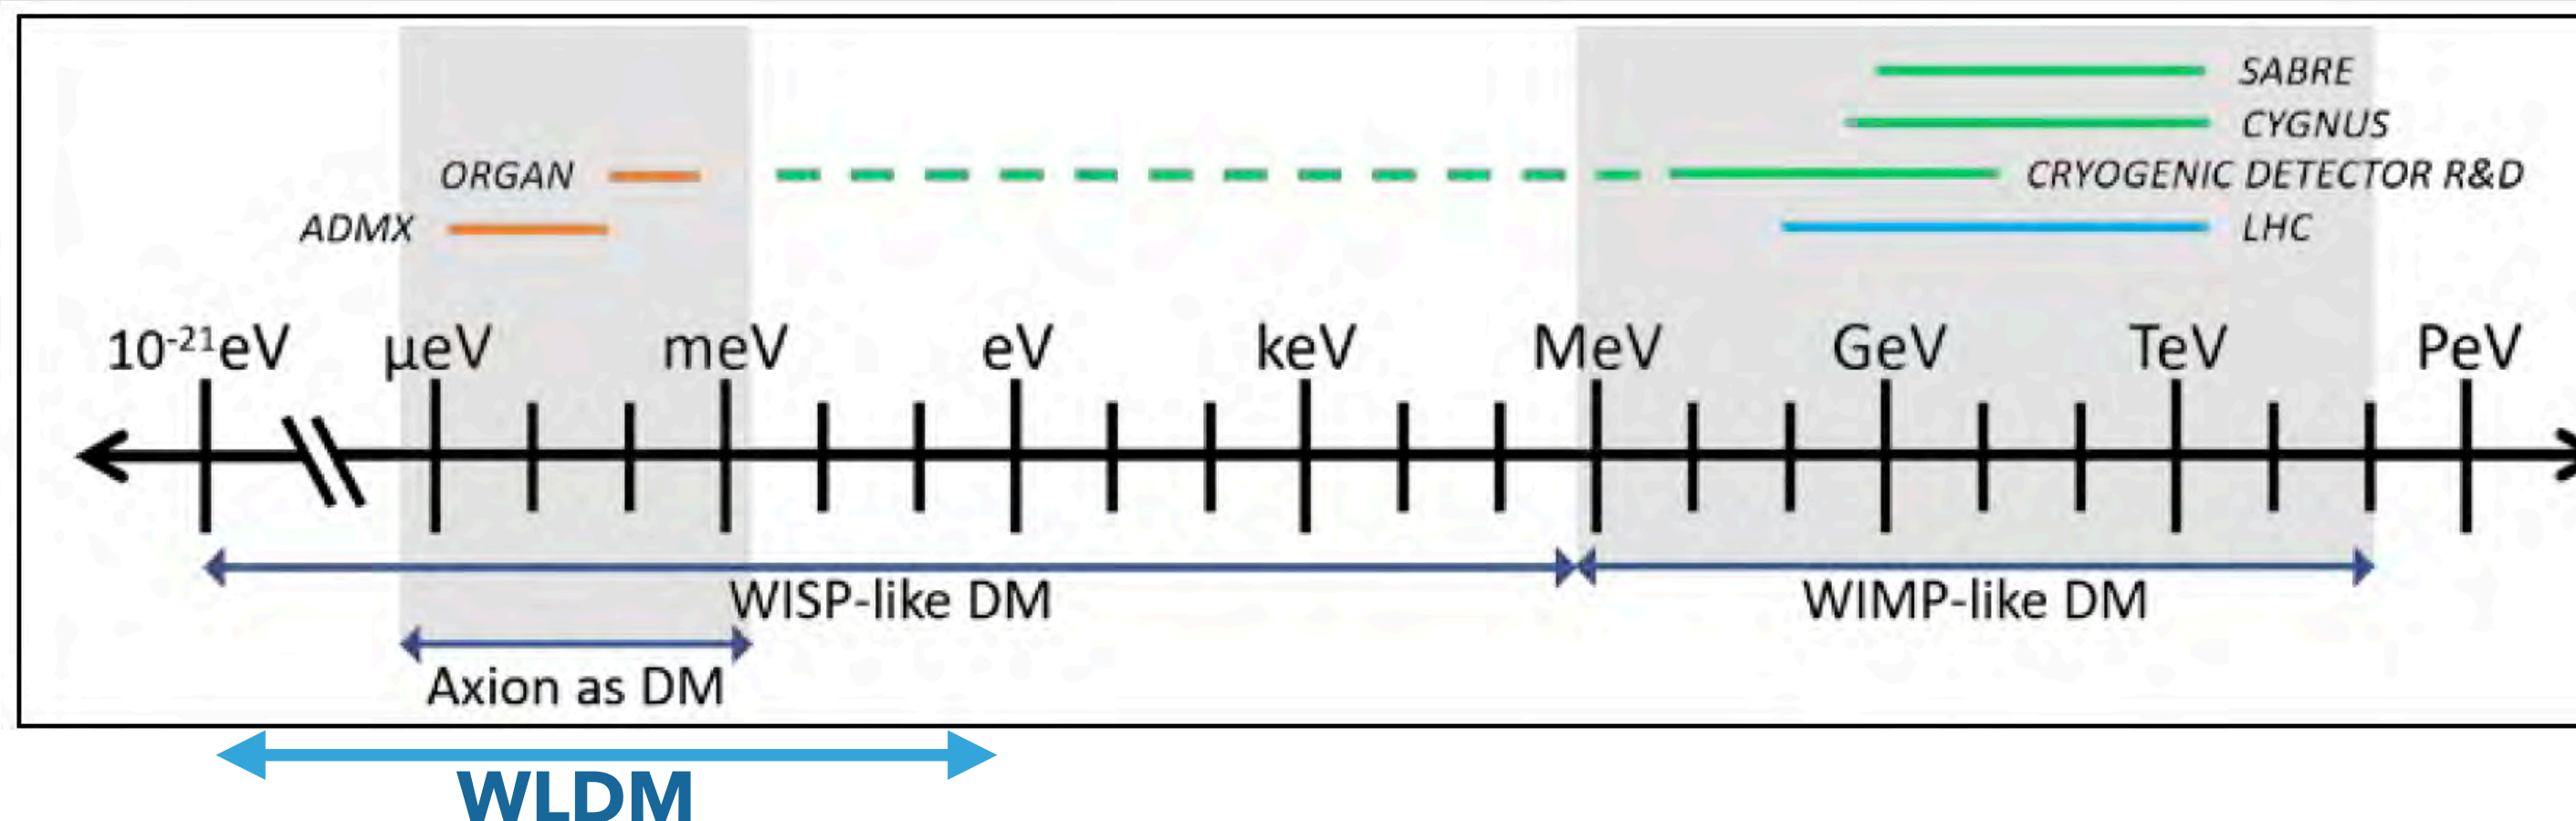 SABRE
CYGNUS
ORGAN
CRYOGENIC DETECTOR R&D
ADMX
LHC
10⁻²¹eV μeV meV eV keV MeV GeV TeV PeV
WISP-like DM
WIMP-like DM
Axion as DM
WLDM